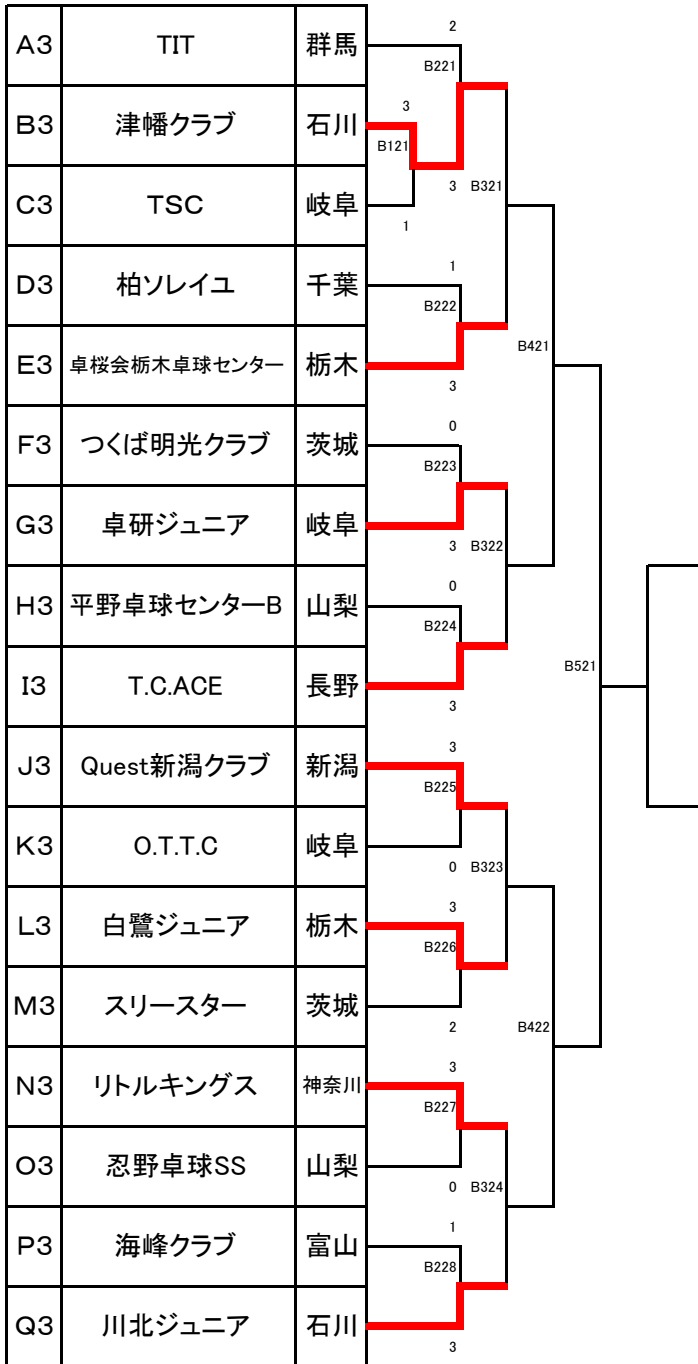 A3 TIT 群馬
2
B221
B3 津幡クラブ 石川
3
B121
3 B321
C3 TSC 岐阜
1
D3 柏ソレイユ 千葉
1
B222
B421
E3 卓桜会栃木卓球センター 栃木
3
F3 つくば明光クラブ 茨城
0
B223
G3 卓研ジュニア 岐阜
3 B322
H3 平野卓球センターB 山梨
0
B224
B521
I3 T.C.ACE 長野
3
J3 Quest新潟クラブ 新潟
3
B225
K3 O.T.T.C 岐阜
0 B323
L3 白鷺ジュニア 栃木
3
B226
M3 スリースター 茨城
2
B422
N3 リトルキングス 神奈川
3
B227
O3 忍野卓球SS 山梨
0 B324
P3 海峰クラブ 富山
1
B228
Q3 川北ジュニア 石川
3